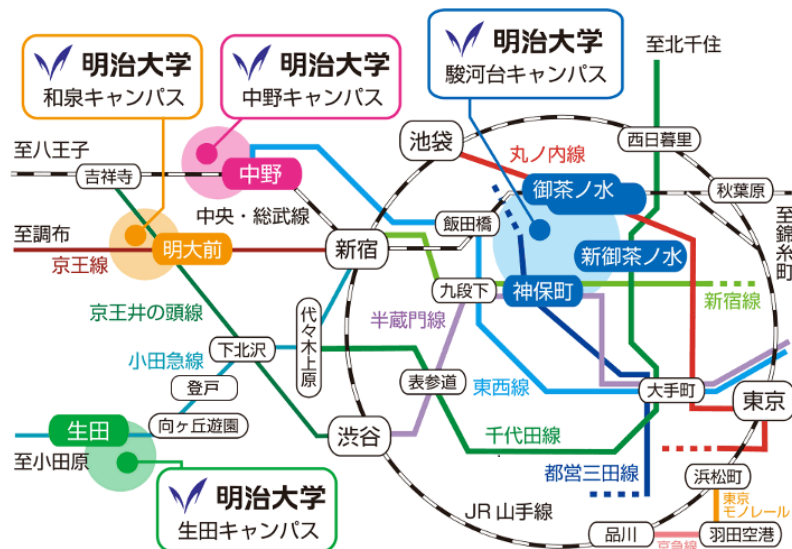 明治大学
和泉キャンパス
明治大学
中野キャンパス
明治大学
駿河台キャンパス
至北千住
至八王子
吉祥寺
中野
池袋
丸ノ内線
西日暮里
御茶ノ水
秋葉原
中央・総武線
飯田橋
至錦糸町
至調布
京王線
明大前
新宿
新御茶ノ水
九段下
神保町
新宿線
京王井の頭線
半蔵門線
代々木上原
下北沢
小田急線
登戸
表参道
東西線
大手町
東京
生田
向ヶ丘遊園
渋谷
千代田線
至小田原
都営三田線
浜松町
明治大学
生田キャンパス
JR山手線
東京
モノレール
品川
羽田空港
京急線